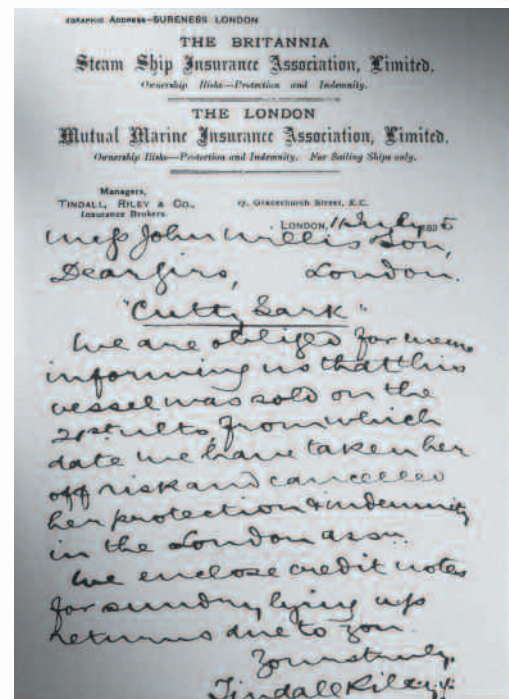 ADDRESS—SURENESS LONDON
THE BRITANNIA
Steam Ship Insurance Association, Limited.
Ownership Risks—Protection and Indemnity.
THE LONDON
Mutual Marine Insurance Association, Limited.
Ownership Risks—Protection and Indemnity. For Sailing Ships only.
Managers,
TINDALL, RILEY & CO.,
Insurance Brokers.
17, Gracechurch Street, E.C.
LONDON, July 1895
Mess John Willis & Son,
Dear Sirs, London.
"Cutty Sark"
We are obliged for memo
informing us that this
vessel was sold on the
21st ulto from which
date we have taken her
off risk and cancelled
her protection & indemnity
in the London assn.
We enclose credit notes
for sundry lying up
returns due to you.
Yours truly,
Tindall Riley